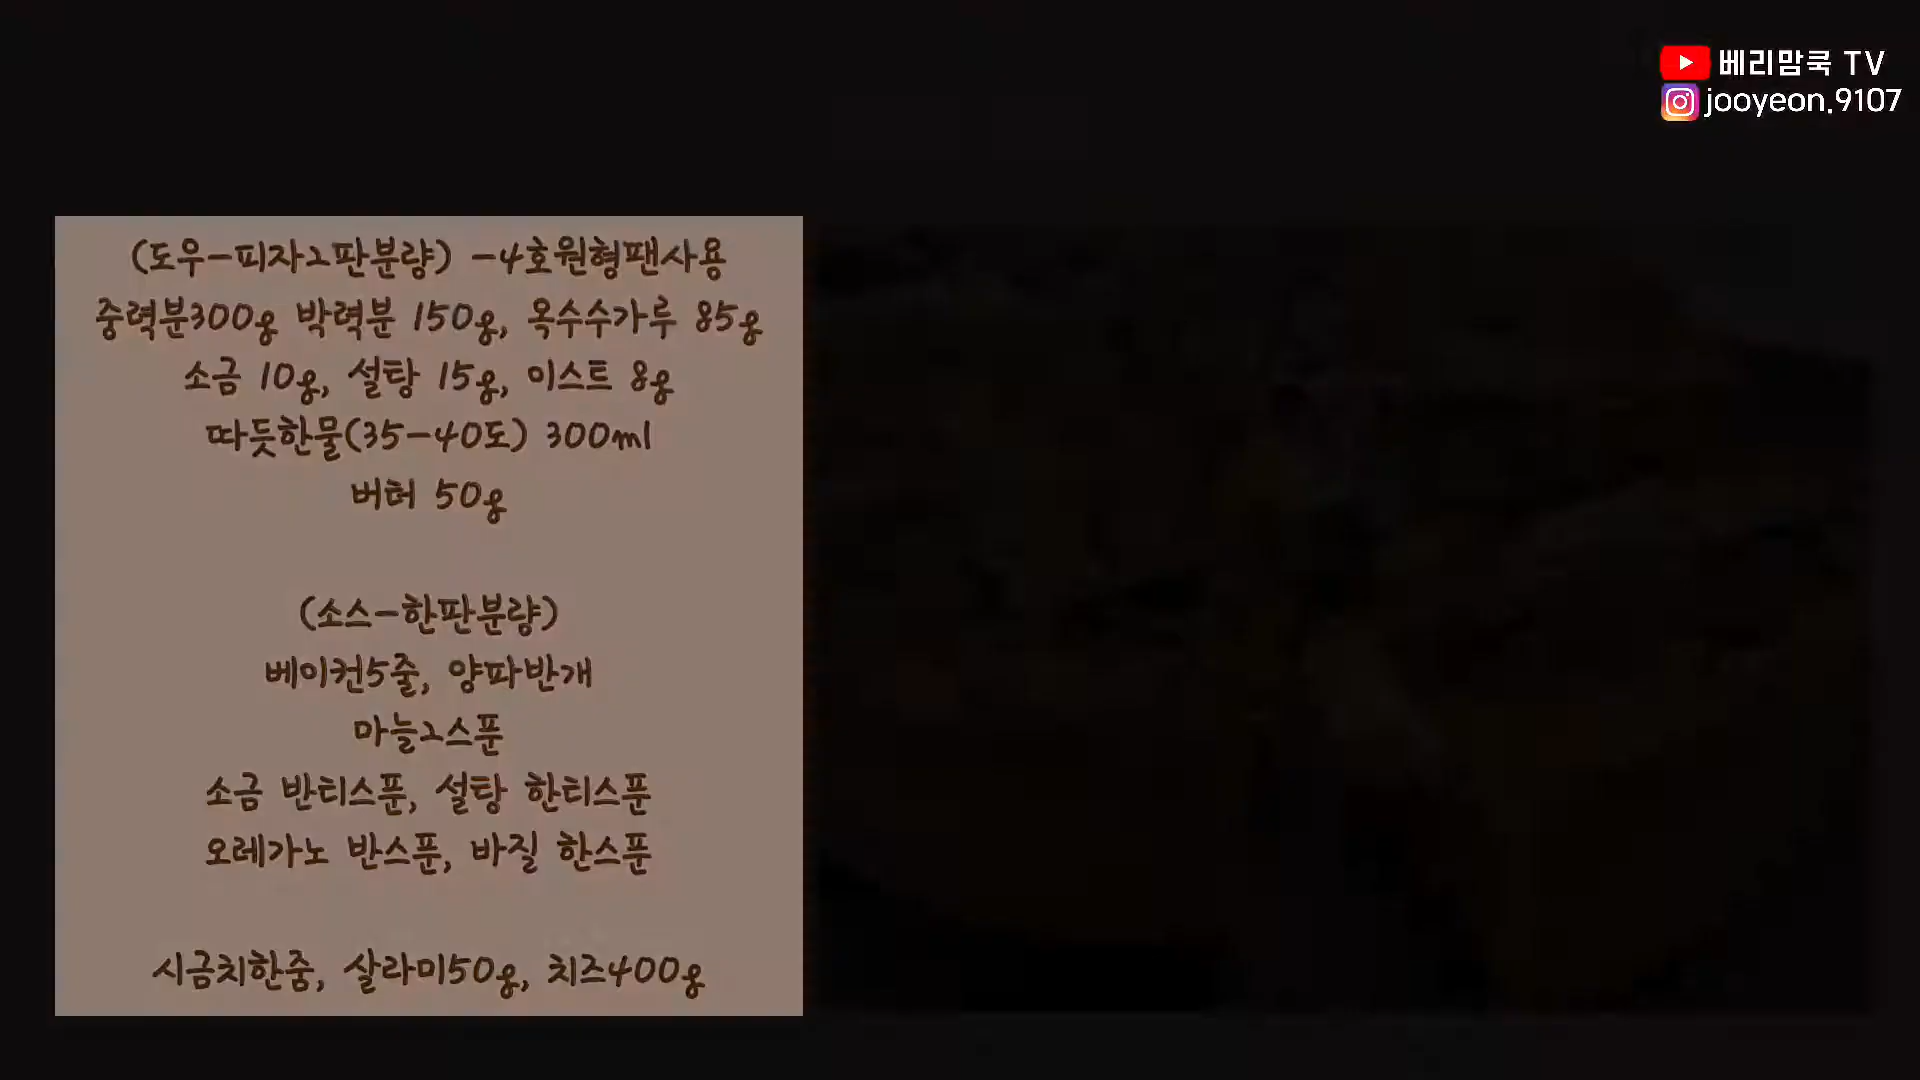 베리맘쿡 TV
jooyeon.9107
(도우-피자2판분량) -4호원형팬사용
중력분300g 박력분 150g, 옥수수가루 85g
소금 10g, 설탕 15g, 이스트 8g
따듯한물(35-40도) 300ml
버터 50g
(소스-한판분량)
베이컨5줄, 양파반개
마늘2스푼
소금 반티스푼, 설탕 한티스푼
오레가노 반스푼, 바질 한스푼
시금치한줌, 살라미50g, 치즈400g